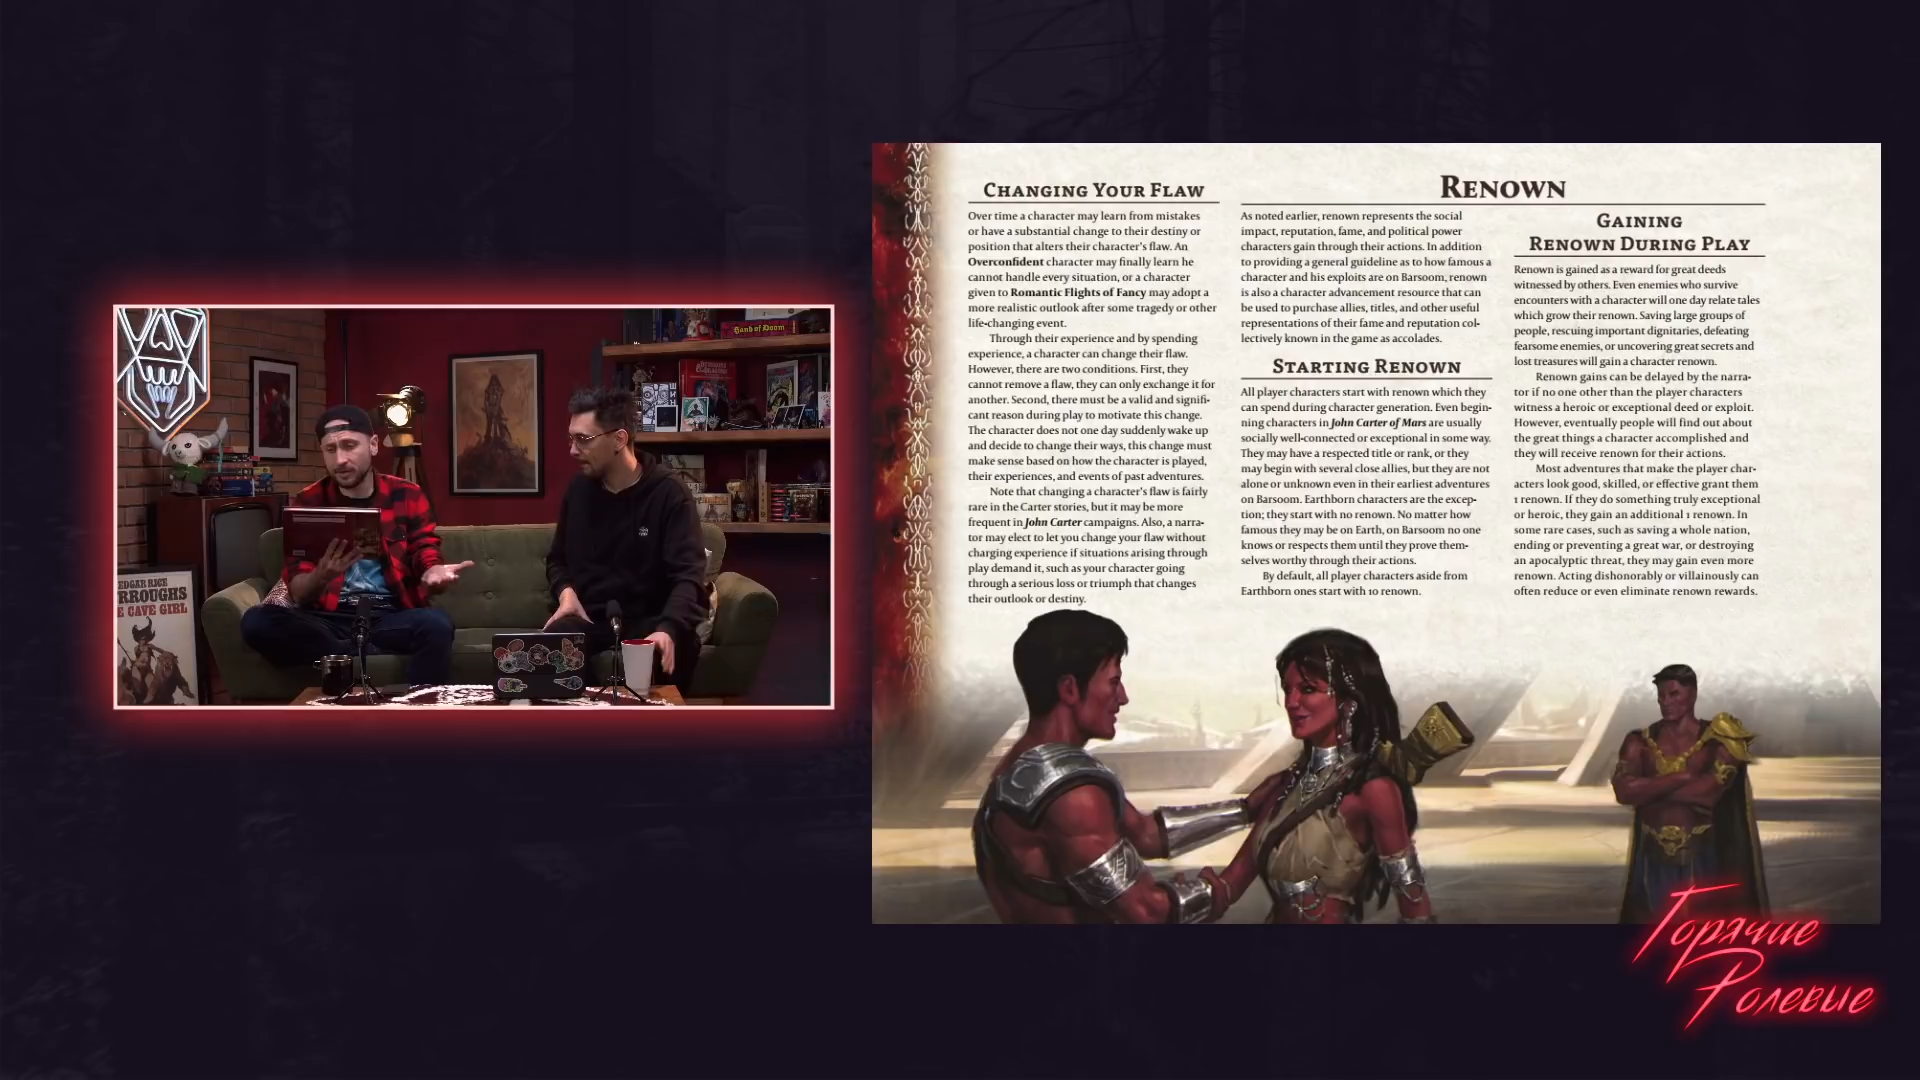 Hand of Doom
EDGAR RICE
RROUGHS
E CAVE GIRL
Changing Your Flaw
Over time a character may learn from mistakes
or have a substantial change to their destiny or
position that alters their character's flaw. An
Overconfident character may finally learn he
cannot handle every situation, or a character
given to Romantic Flights of Fancy may adopt a
more realistic outlook after some tragedy or other
life-changing event.
Through their experience and by spending
experience, a character can change their flaw.
However, there are two conditions. First, they
cannot remove a flaw, they can only exchange it for
another. Second, there must be a valid and signifi-
cant reason during play to motivate this change.
The character does not one day suddenly wake up
and decide to change their ways, this change must
make sense based on how the character is played,
their experiences, and events of past adventures.
Note that changing a character's flaw is fairly
rare in the Carter stories, but it may be more
frequent in John Carter campaigns. Also, a narra-
tor may elect to let you change your flaw without
charging experience if situations arising through
play demand it, such as your character going
through a serious loss or triumph that changes
their outlook or destiny.
Renown
As noted earlier, renown represents the social
impact, reputation, fame, and political power
characters gain through their actions. In addition
to providing a general guideline as to how famous a
character and his exploits are on Barsoom, renown
is also a character advancement resource that can
be used to purchase allies, titles, and other useful
representations of their fame and reputation col-
lectively known in the game as accolades.
Starting Renown
All player characters start with renown which they
can spend during character generation. Even begin-
ning characters in John Carter of Mars are usually
socially well-connected or exceptional in some way.
They may have a respected title or rank, or they
may begin with several close allies, but they are not
alone or unknown even in their earliest adventures
on Barsoom. Earthborn characters are the excep-
tion; they start with no renown. No matter how
famous they may be on Earth, on Barsoom no one
knows or respects them until they prove them-
selves worthy through their actions.
By default, all player characters aside from
Earthborn ones start with 10 renown.
Gaining
Renown During Play
Renown is gained as a reward for great deeds
witnessed by others. Even enemies who survive
encounters with a character will one day relate tales
which grow their renown. Saving large groups of
people, rescuing important dignitaries, defeating
fearsome enemies, or uncovering great secrets and
lost treasures will gain a character renown.
Renown gains can be delayed by the narra-
tor if no one other than the player characters
witness a heroic or exceptional deed or exploit.
However, eventually people will find out about
the great things a character accomplished and
they will receive renown for their actions.
Most adventures that make the player char-
acters look good, skilled, or effective grant them
1 renown. If they do something truly exceptional
or heroic, they gain an additional 1 renown. In
some rare cases, such as saving a whole nation,
ending or preventing a great war, or destroying
an apocalyptic threat, they may gain even more
renown. Acting dishonorably or villainously can
often reduce or even eliminate renown rewards.
Горячие
Ролевые